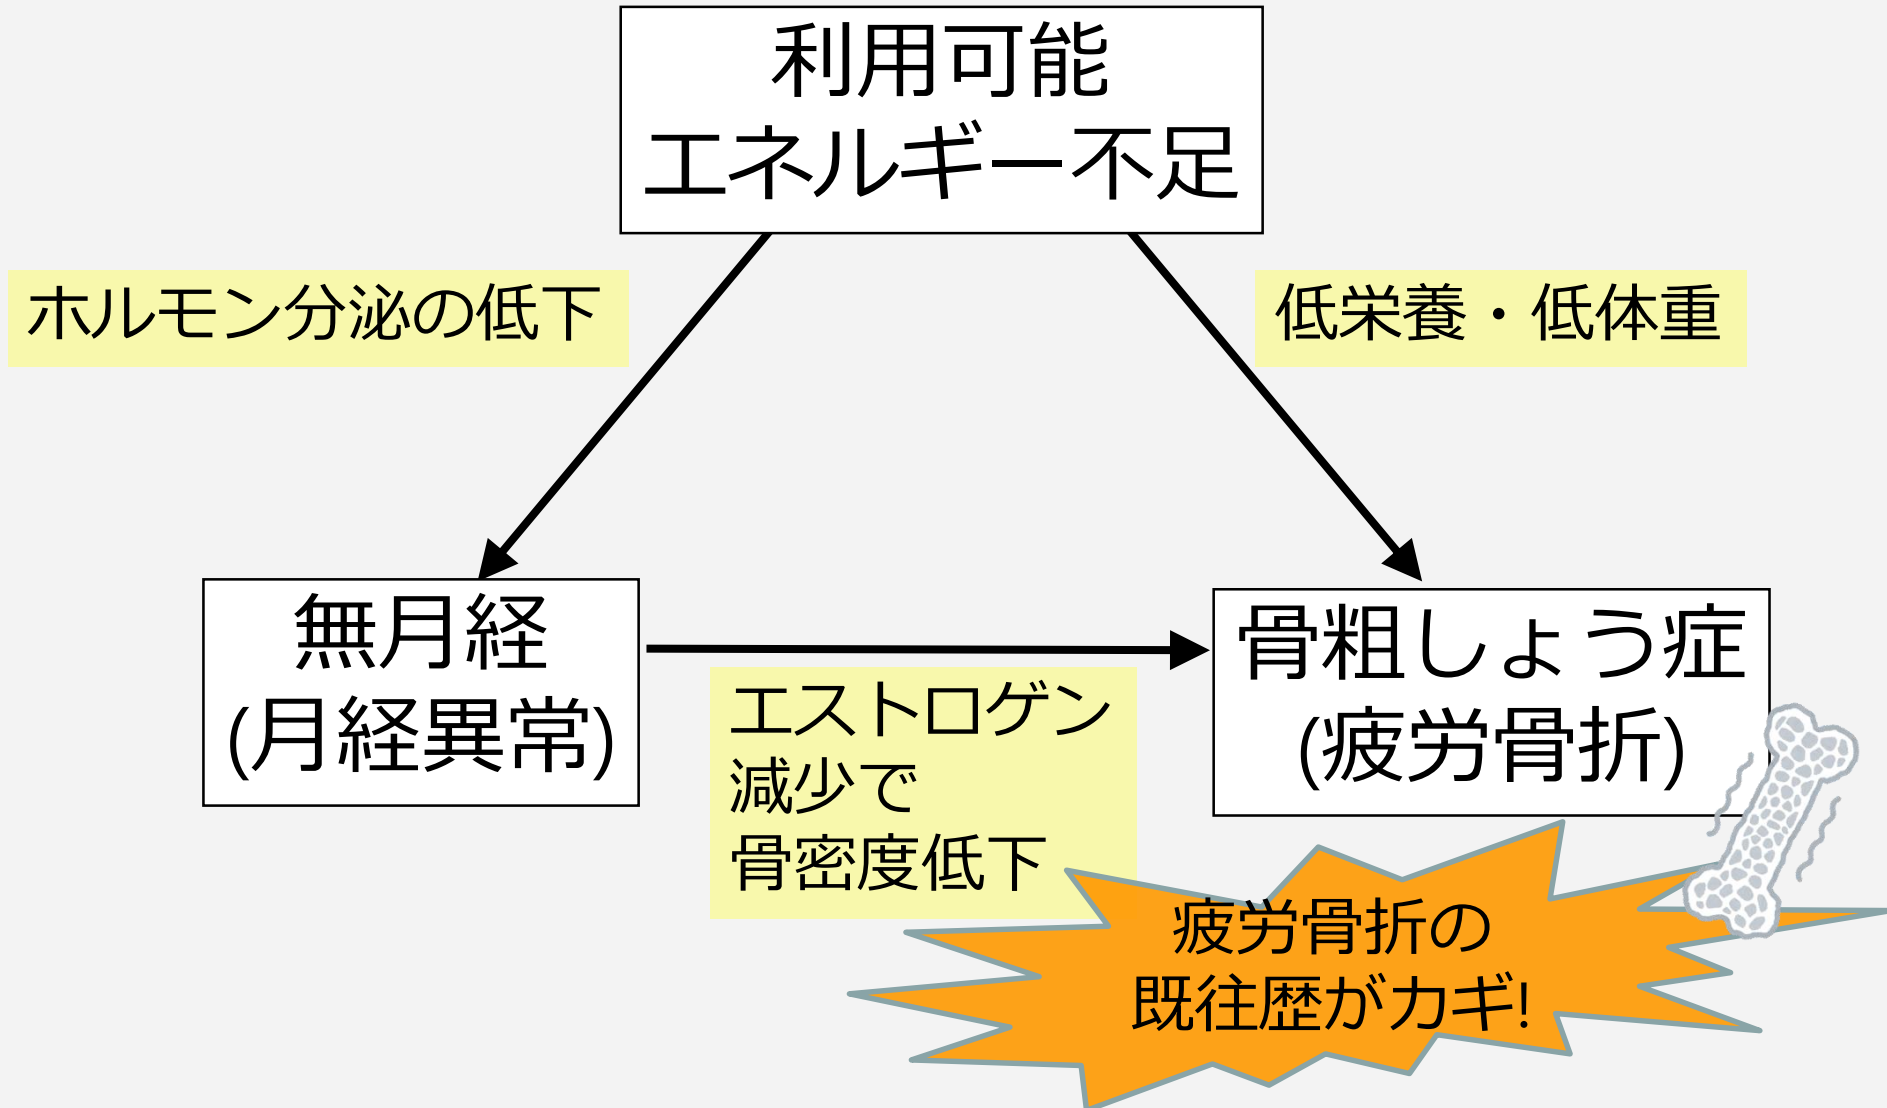 利用可能
エネルギー不足
ホルモン分泌の低下
低栄養・低体重
無月経
(月経異常)
エストロゲン
減少で
骨密度低下
骨粗しょう症
(疲労骨折)
疲労骨折の
既往歴がカギ!